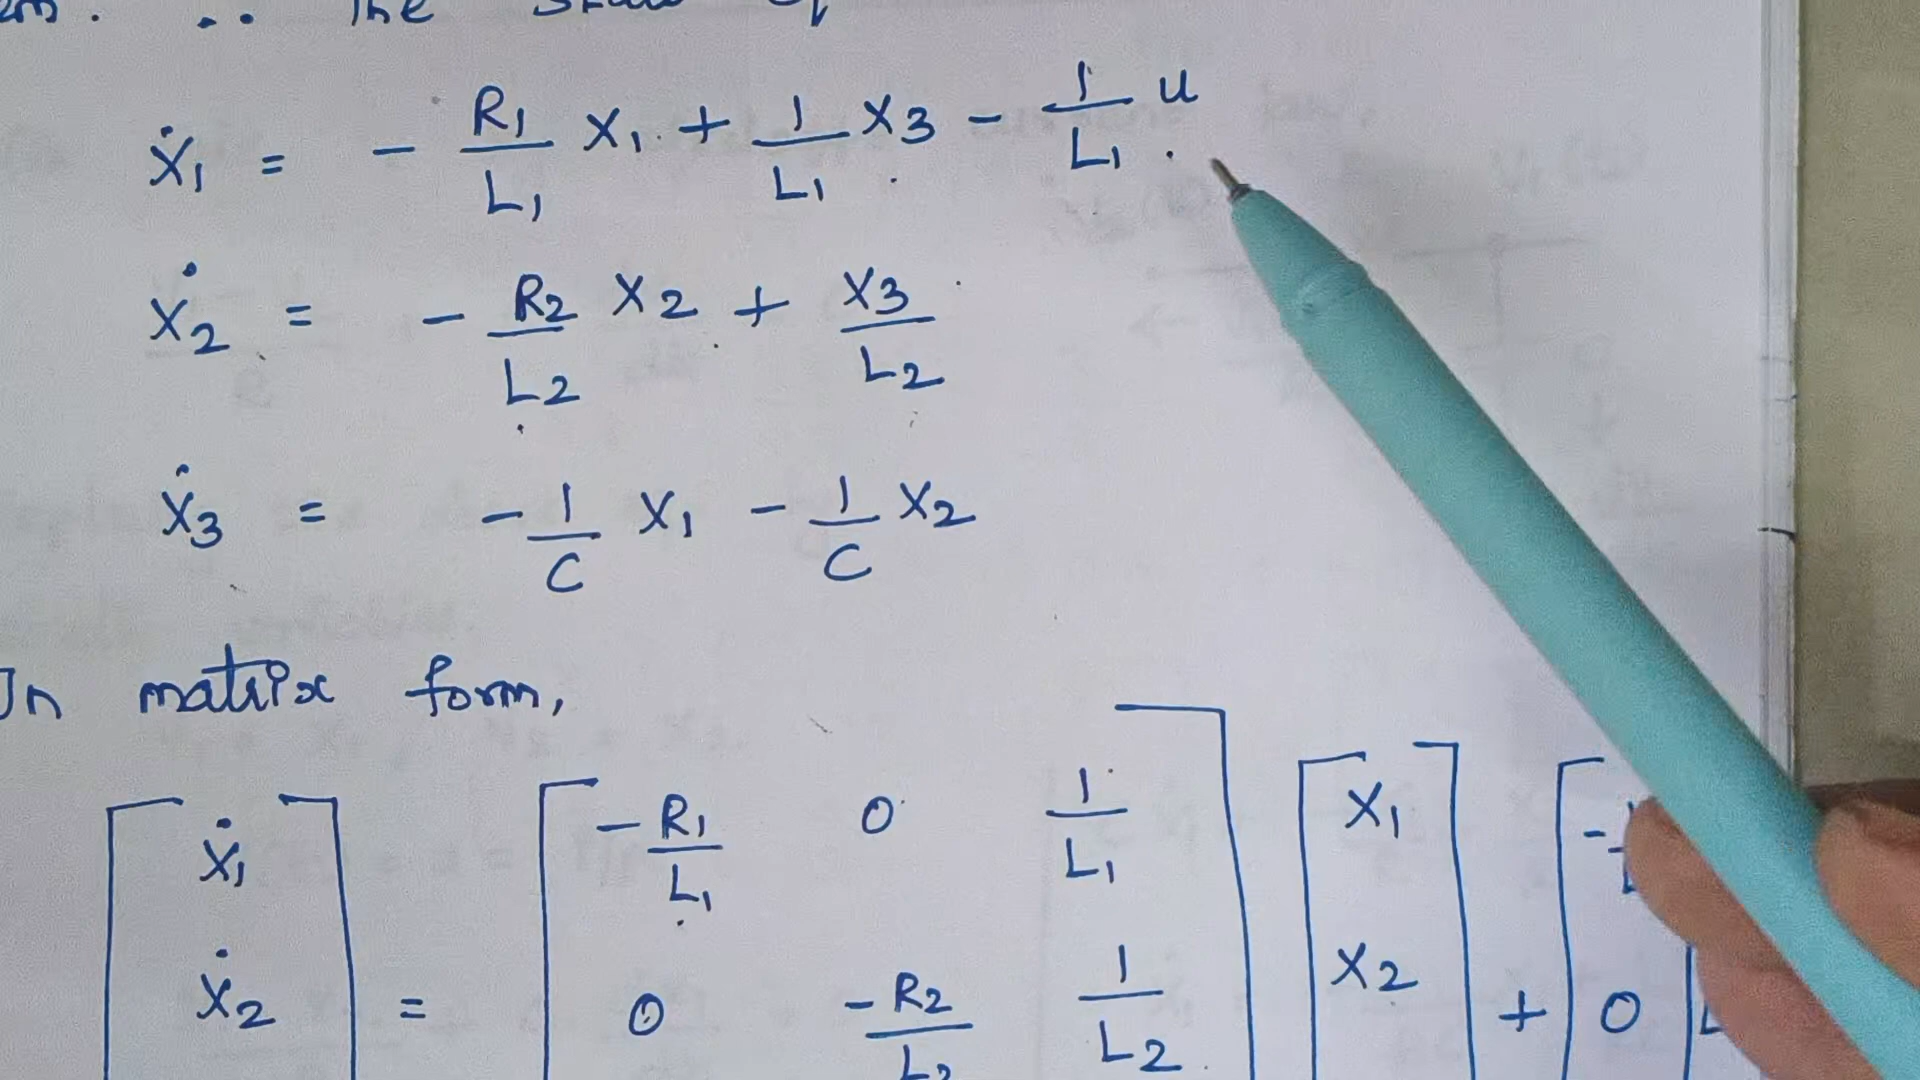 The
Ẋ1 = - R1/L1 X1 + 1/L1 X3 - 1/L1 u
Ẋ2 = - R2/L2 X2 + X3/L2
Ẋ3 = -1/C X1 - 1/C X2
In matrix form,
[Ẋ1 Ẋ2 = [-R1/L1 0 1/L1] [X1 + [-
0 -R2/L2 1/L2 X2 0